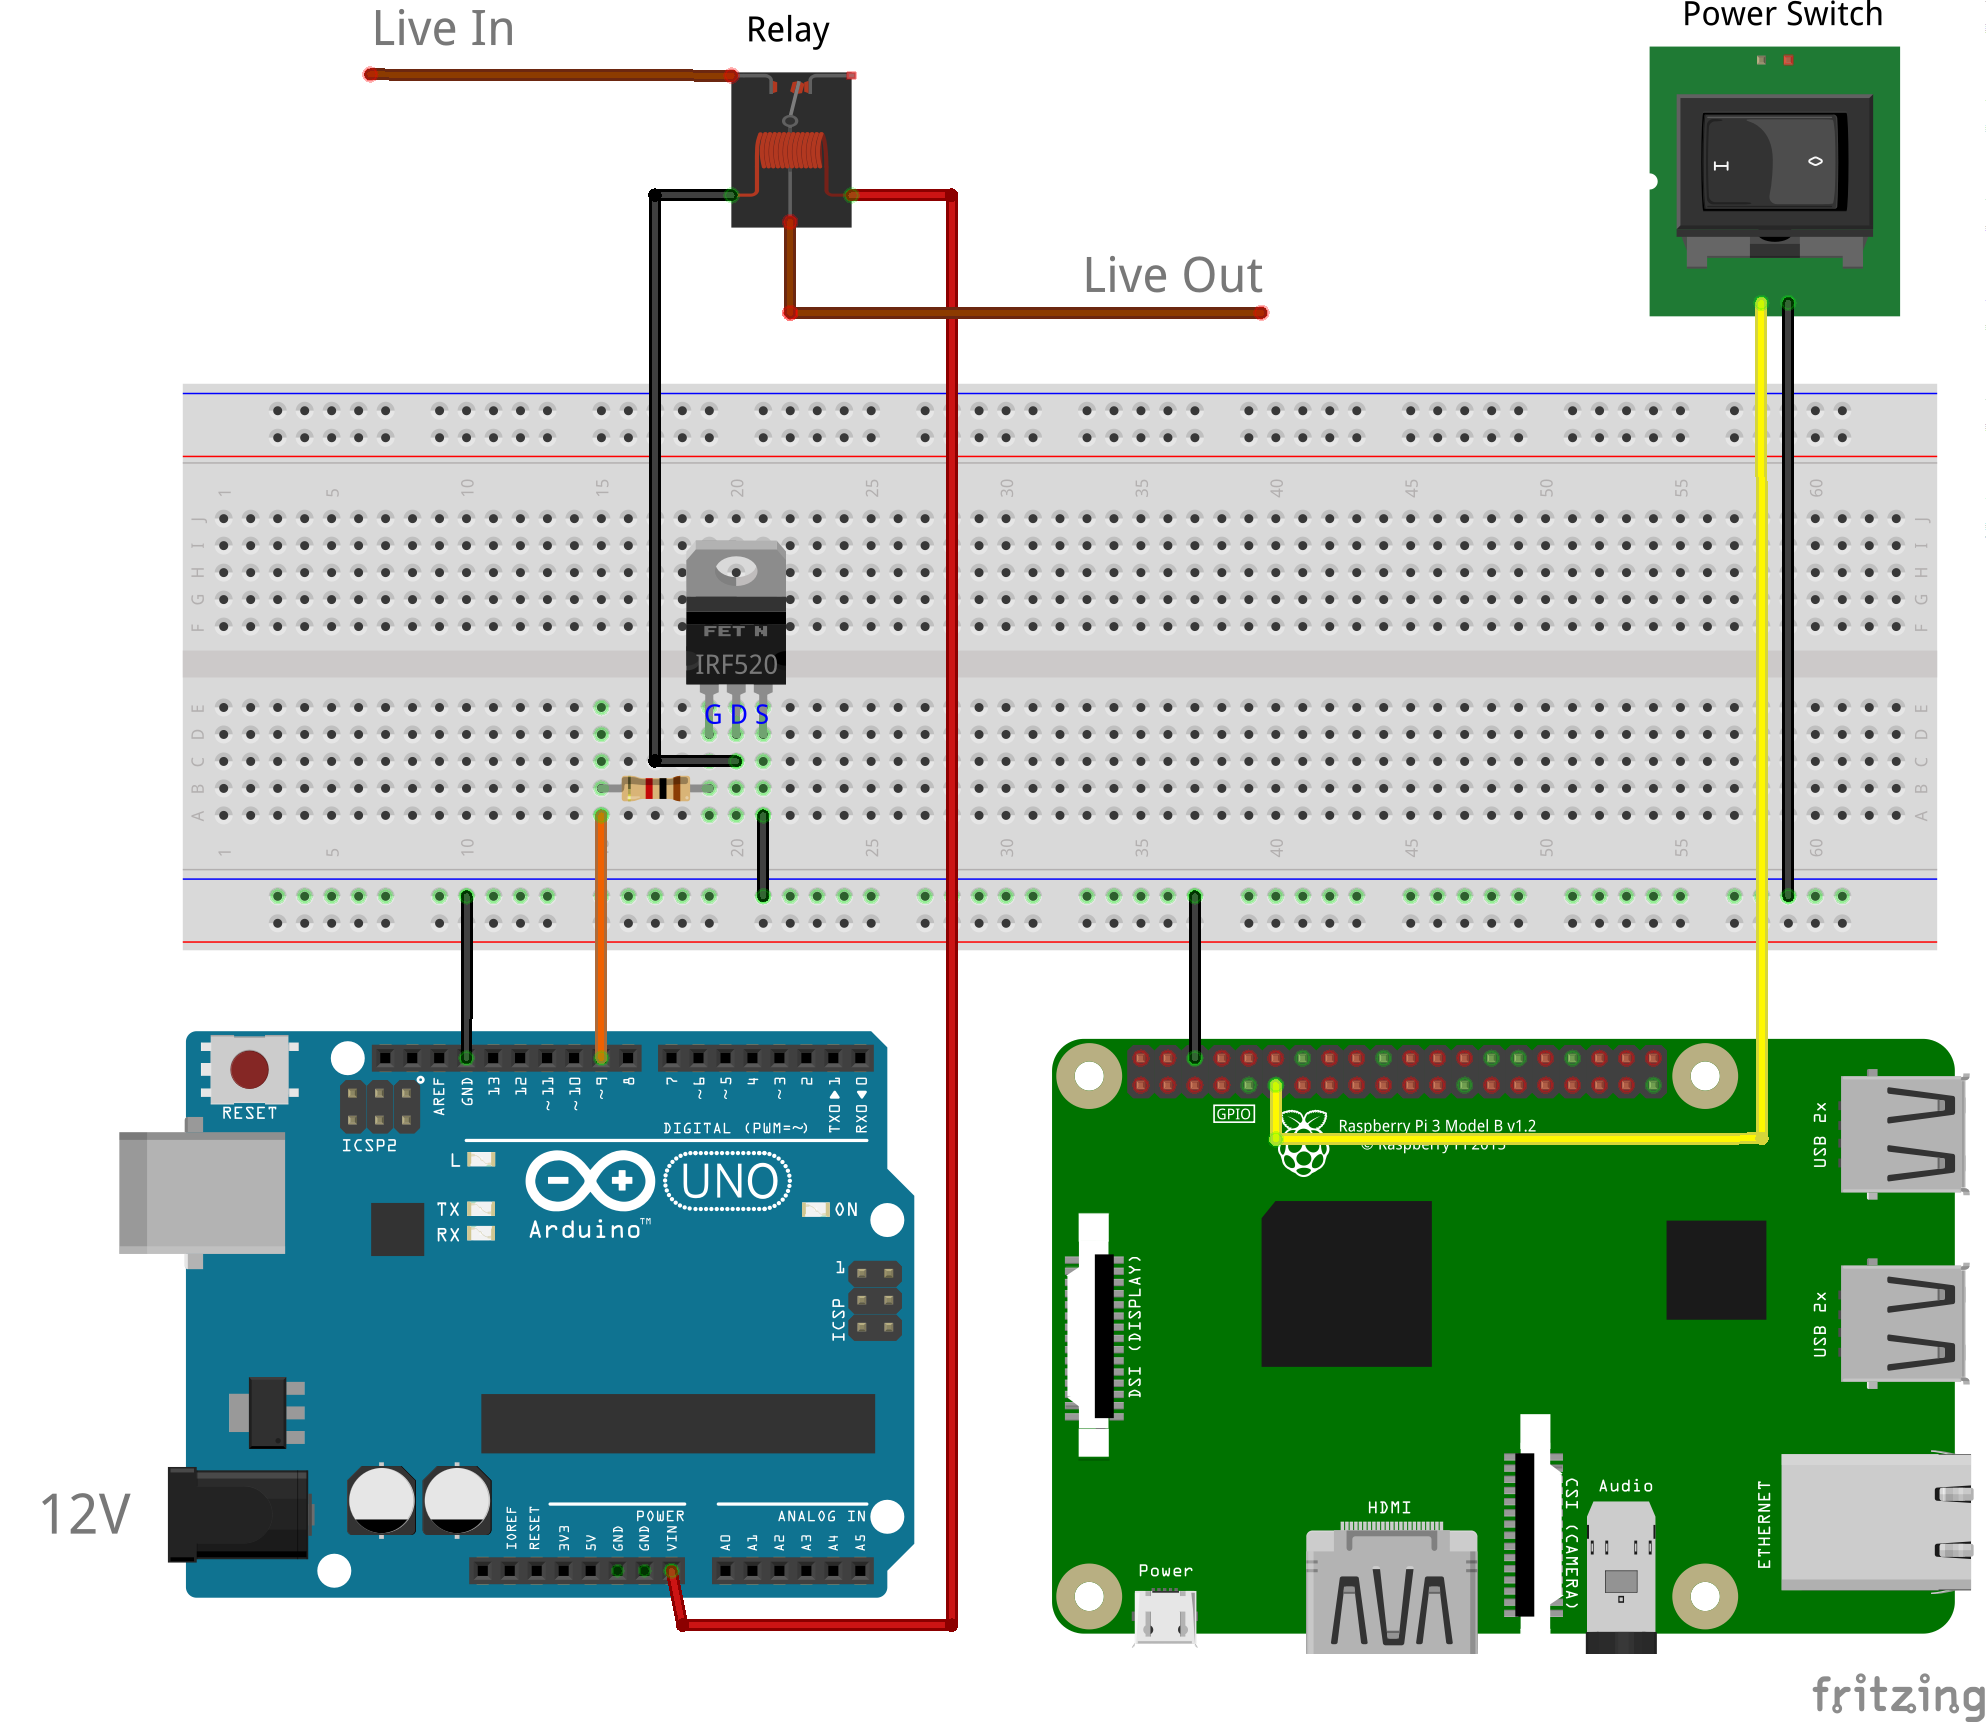 Live In
Relay
Power Switch
I O
Live Out
1 5 10 15 20 25 30 35 40 45 50 55 60
J J
I I
H H
G G
F F
FET N
IRF520
G D S
E E
D D
C C
B B
A A
1 5 10 20 25 30 35 40 45 50 55 60
RESET
ICSP2
AREF
GND
13
12
~11
~10
~9
8
7
~6
~5
4
~3
2
TX0 1
RX0 0
DIGITAL (PWM=~)
L
TX
RX
UNO
Arduino™
ON
1
ICSP
12V
IOREF
RESET
3V3
5V
GND
GND
VIN
POWER
ANALOG IN
A0
A1
A2
A3
A4
A5
GPIO
Raspberry Pi 3 Model B v1.2
© Raspberry Pi 2015
USB 2x
USB 2x
DSI (DISPLAY)
CSI (CAMERA)
Audio
HDMI
ETHERNET
Power
fritzing